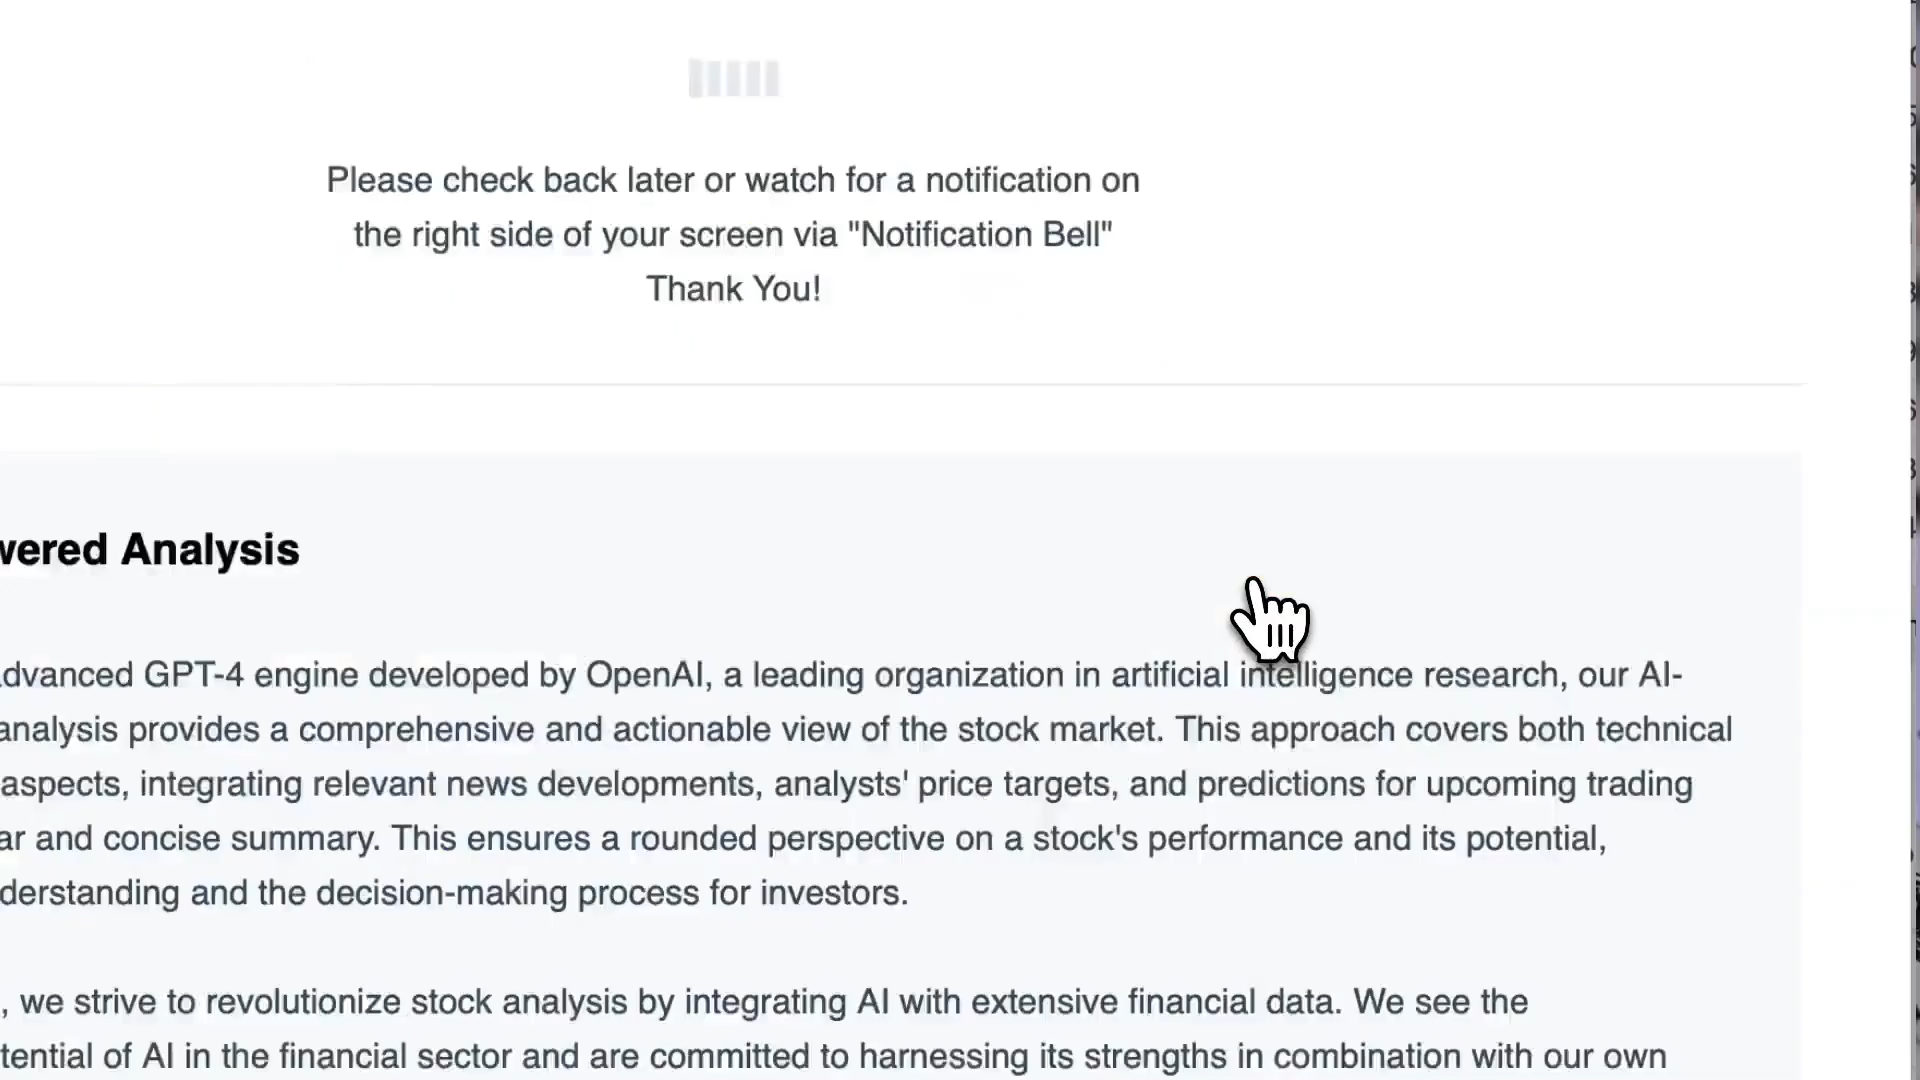 Please check back later or watch for a notification on
the right side of your screen via "Notification Bell"
Thank You!
wered Analysis
dvanced GPT-4 engine developed by OpenAI, a leading organization in artificial intelligence research, our AI-
analysis provides a comprehensive and actionable view of the stock market. This approach covers both technical
aspects, integrating relevant news developments, analysts' price targets, and predictions for upcoming trading
ar and concise summary. This ensures a rounded perspective on a stock's performance and its potential,
derstanding and the decision-making process for investors.
, we strive to revolutionize stock analysis by integrating AI with extensive financial data. We see the
tential of AI in the financial sector and are committed to harnessing its strengths in combination with our own